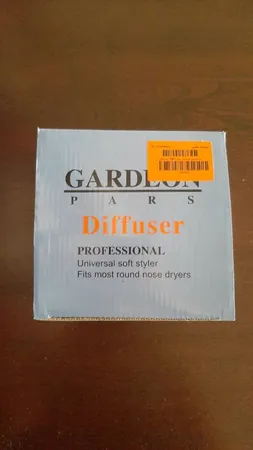 GARDEON
PARS
Diffuser
PROFESSIONAL
Universal soft styler
Fits most round nose dryers